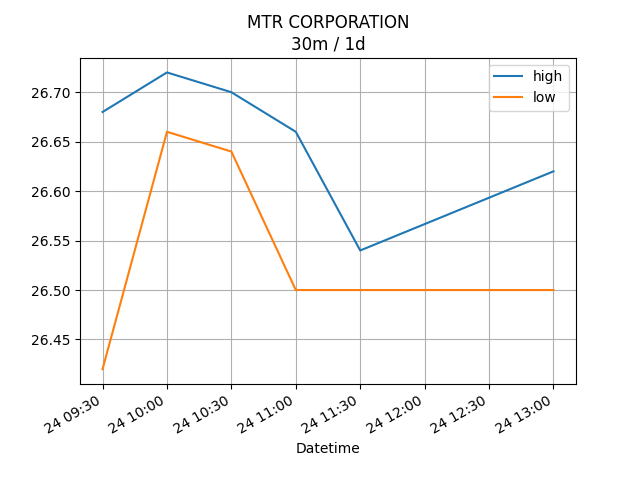 MTR CORPORATION
30m / 1d
high
low
26.70
26.65
26.60
26.55
26.50
26.45
24 09:30
24 10:00
24 10:30
24 11:00
24 11:30
24 12:00
24 12:30
24 13:00
Datetime